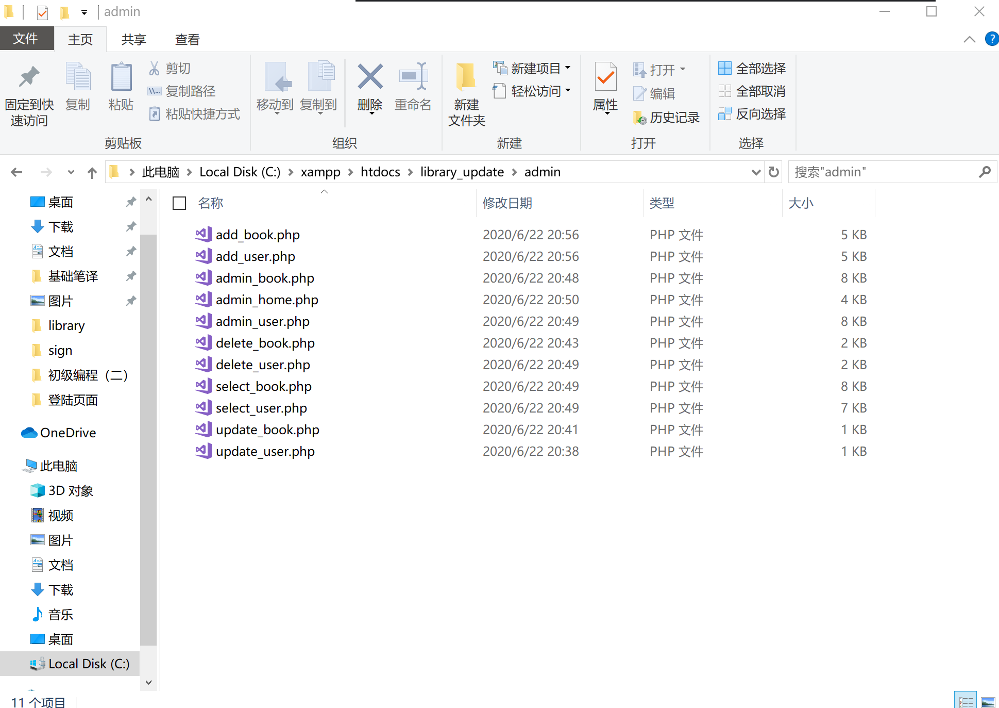 admin
文件 主页 共享 查看
固定到快速访问 复制 粘贴 剪切 复制路径 粘贴快捷方式
剪贴板
移动到 复制到 删除 重命名
组织
新建文件夹 新建项目 轻松访问
新建
属性 打开 编辑 历史记录
打开
全部选择 全部取消 反向选择
选择
此电脑 Local Disk (C:) xampp htdocs library_update admin
搜索"admin"
桌面
下载
文档
基础笔译
图片
library
sign
初级编程（二）
登陆页面
OneDrive
此电脑
3D 对象
视频
图片
文档
下载
音乐
桌面
Local Disk (C:)
名称 修改日期 类型 大小
add_book.php 2020/6/22 20:56 PHP 文件 5 KB
add_user.php 2020/6/22 20:56 PHP 文件 5 KB
admin_book.php 2020/6/22 20:48 PHP 文件 8 KB
admin_home.php 2020/6/22 20:50 PHP 文件 4 KB
admin_user.php 2020/6/22 20:49 PHP 文件 8 KB
delete_book.php 2020/6/22 20:43 PHP 文件 2 KB
delete_user.php 2020/6/22 20:49 PHP 文件 2 KB
select_book.php 2020/6/22 20:49 PHP 文件 8 KB
select_user.php 2020/6/22 20:49 PHP 文件 7 KB
update_book.php 2020/6/22 20:41 PHP 文件 1 KB
update_user.php 2020/6/22 20:38 PHP 文件 1 KB
11 个项目